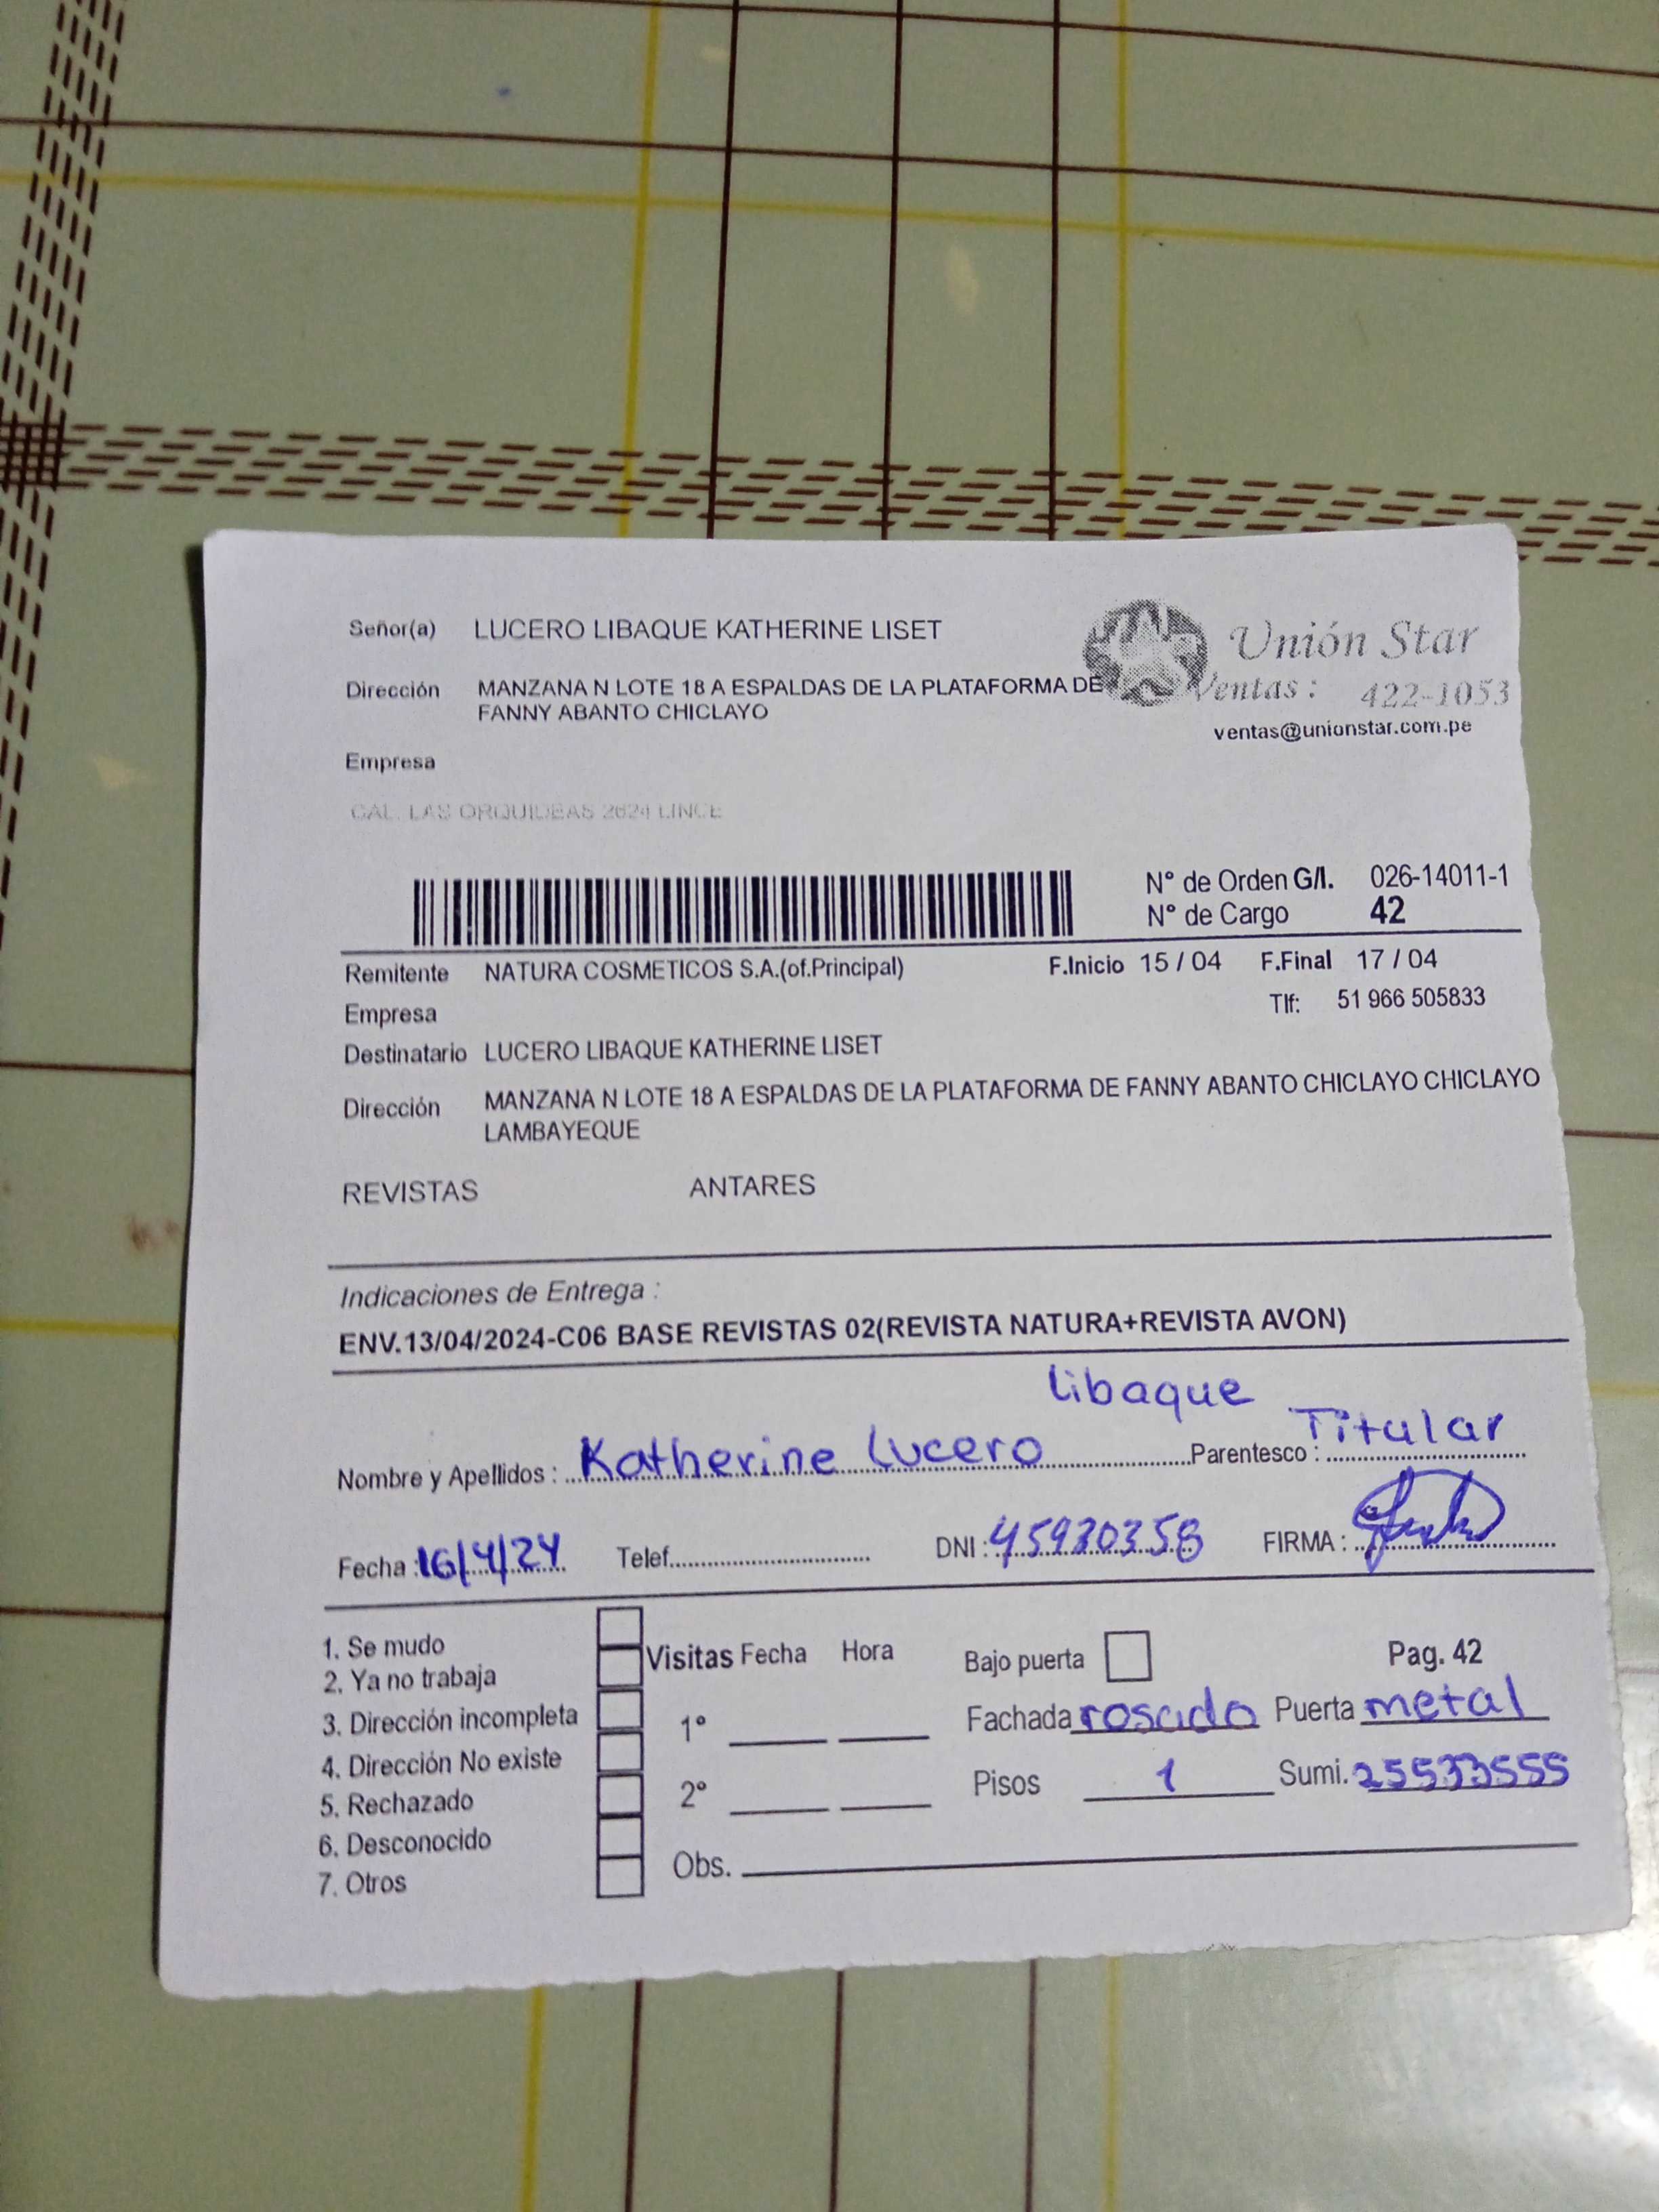 Señor(a) LUCERO LIBAQUE KATHERINE LISET
Unión Star
Dirección MANZANA N LOTE 18 A ESPALDAS DE LA PLATAFORMA DE
FANNY ABANTO CHICLAYO
Ventas : 422-1053
ventas@unionstar.com.pe
Empresa
CAL. LAS ORQUIDEAS 2624 LINCE
N° de Orden G/I. 026-14011-1
N° de Cargo 42
Remitente NATURA COSMETICOS S.A.(of.Principal) F.Inicio 15 / 04 F.Final 17 / 04
Empresa Tlf: 51 966 505833
Destinatario LUCERO LIBAQUE KATHERINE LISET
Dirección MANZANA N LOTE 18 A ESPALDAS DE LA PLATAFORMA DE FANNY ABANTO CHICLAYO CHICLAYO
LAMBAYEQUE
REVISTAS ANTARES
Indicaciones de Entrega :
ENV.13/04/2024-C06 BASE REVISTAS 02(REVISTA NATURA+REVISTA AVON)
libaque
Nombre y Apellidos : Katherine Lucero Parentesco : Titular
Fecha : 16/4/24 Telef. DNI : 45930358 FIRMA :
1. Se mudo
2. Ya no trabaja
3. Dirección incompleta
4. Dirección No existe
5. Rechazado
6. Desconocido
7. Otros
Visitas Fecha Hora
1°
2°
Obs.
Bajo puerta Pag. 42
Fachada rosado Puerta metal
Pisos 1 Sumi. 25533555